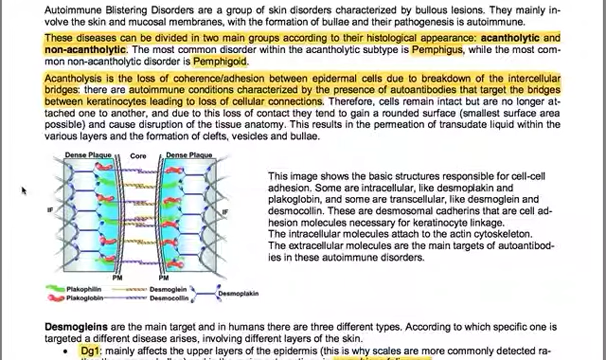 Autoimmune Blistering Disorders are a group of skin disorders characterized by bullous lesions. They mainly in-
volve the skin and mucosal membranes, with the formation of bullae and their pathogenesis is autoimmune.
These diseases can be divided in two main groups according to their histological appearance: acantholytic and
non-acantholytic. The most common disorder within the acantholytic subtype is Pemphigus, while the most com-
mon non-acantholytic disorder is Pemphigoid.
Acantholysis is the loss of coherence/adhesion between epidermal cells due to breakdown of the intercellular
bridges: there are autoimmune conditions characterized by the presence of autoantibodies that target the bridges
between keratinocytes leading to loss of cellular connections. Therefore, cells remain intact but are no longer at-
tached one to another, and due to this loss of contact they tend to gain a rounded surface (smallest surface area
possible) and cause disruption of the tissue anatomy. This results in the permeation of transudate liquid within the
various layers and the formation of clefts, vesicles and bullae.
Dense Plaque Core Dense Plaque
IF IF
PM PM
Plakophilin Desmoglein Desmoplakin
Plakoglobin Desmocollin
This image shows the basic structures responsible for cell-cell
adhesion. Some are intracellular, like desmoplakin and
plakoglobin, and some are transcellular, like desmoglein and
desmocollin. These are desmosomal cadherins that are cell ad-
hesion molecules necessary for keratinocyte linkage.
The intracellular molecules attach to the actin cytoskeleton.
The extracellular molecules are the main targets of autoantibod-
ies in these autoimmune disorders.
Desmogleins are the main target and in humans there are three different types. According to which specific one is
targeted a different disease arises, involving different layers of the skin.
• Dg1: mainly affects the upper layers of the epidermis (this is why scales are more commonly detected ra-